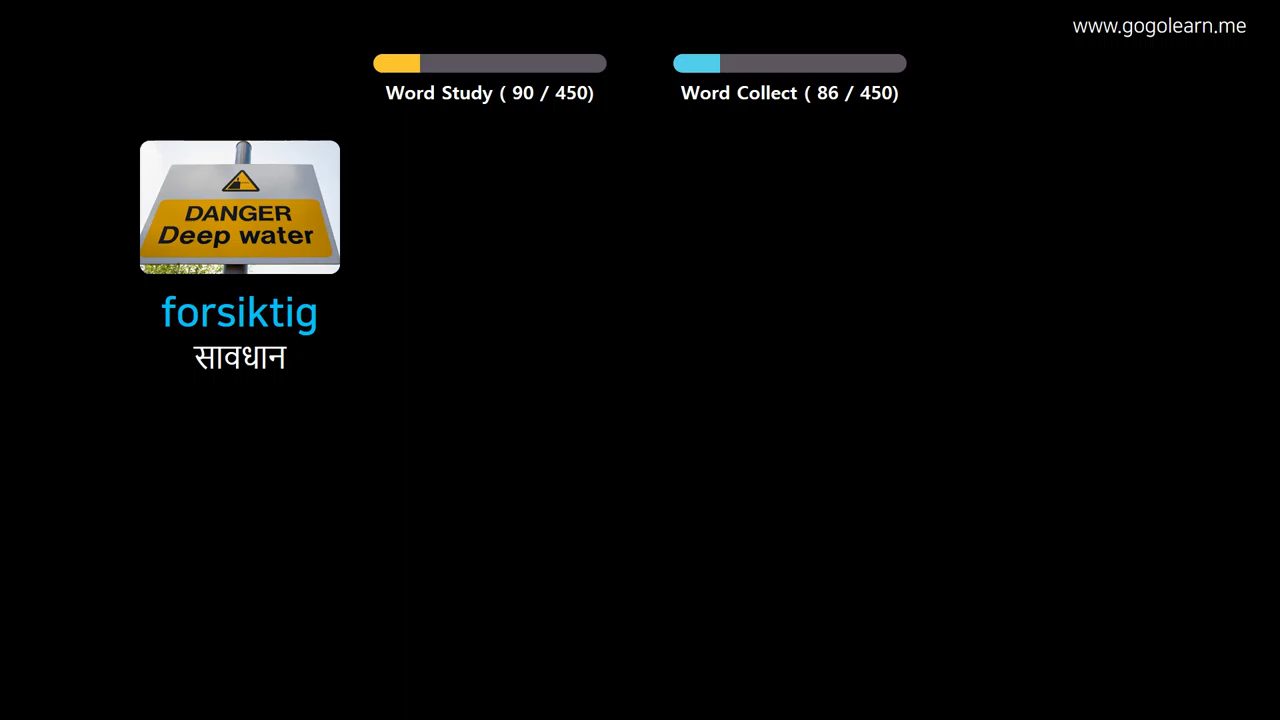 www.gogolearn.me
Word Study ( 90 / 450)
Word Collect ( 86 / 450)
DANGER
Deep water
forsiktig
सावधान